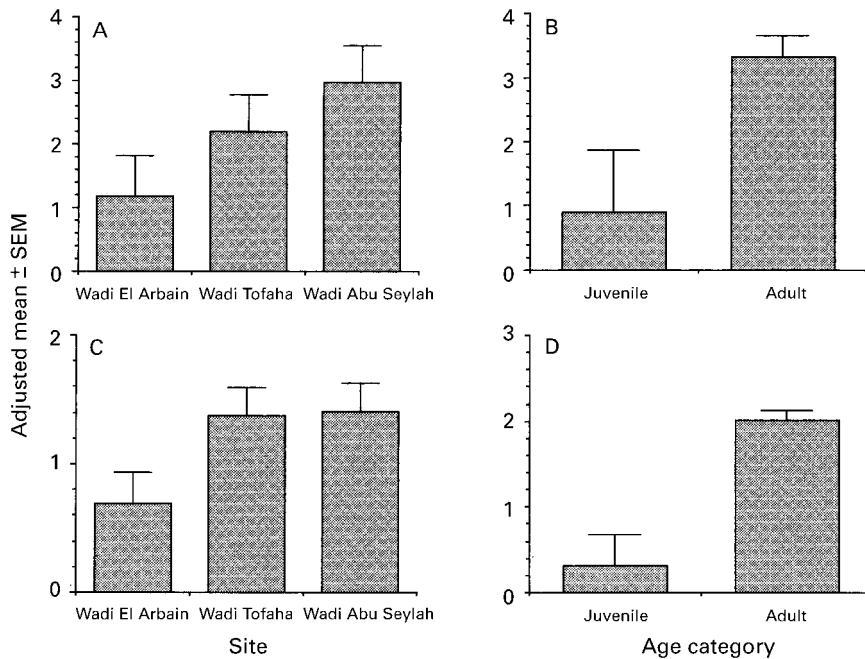 Adjusted mean ± SEM
A
4
3
2
1
0
Wadi El Arbain Wadi Tofaha Wadi Abu Seylah
B
4
3
2
1
0
Juvenile Adult
C
2
1
0
Wadi El Arbain Wadi Tofaha Wadi Abu Seylah
Site
D
3
2
1
0
Juvenile Adult
Age category